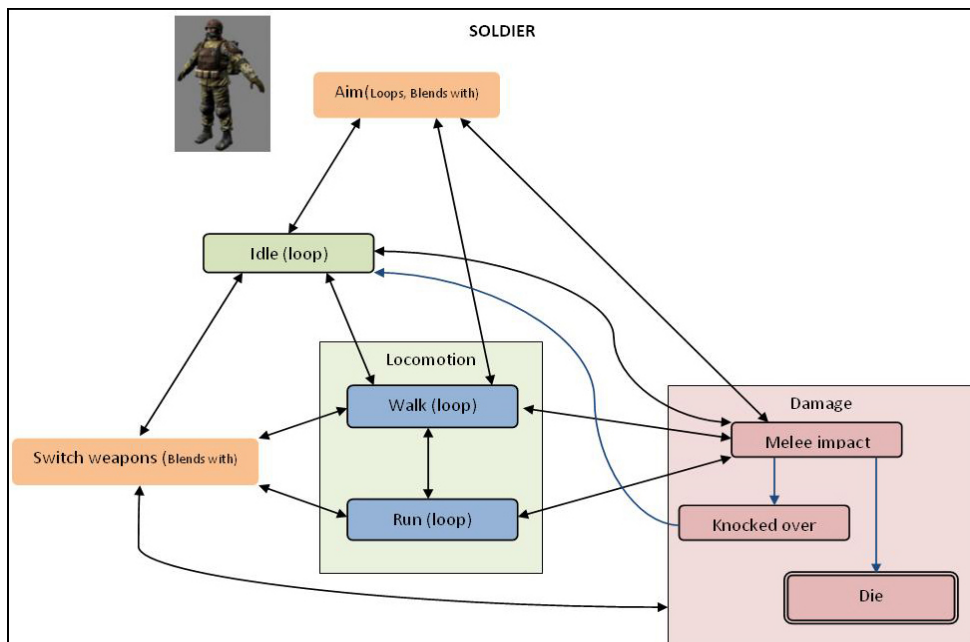 SOLDIER
Aim(Loops, Blends with)
Idle (loop)
Locomotion
Walk (loop)
Damage
Melee impact
Switch weapons (Blends with)
Run (loop)
Knocked over
Die